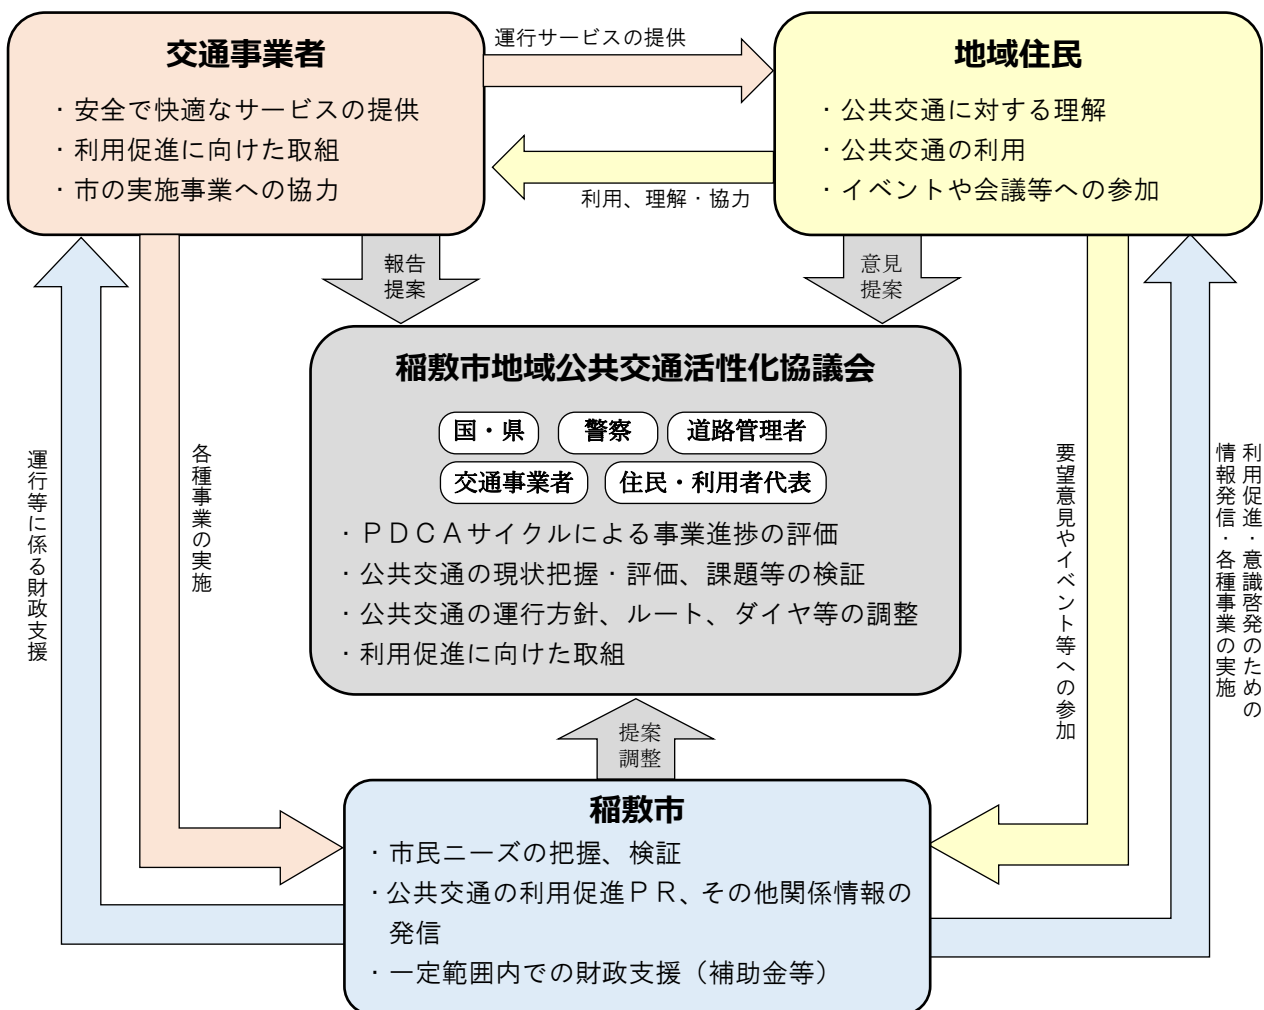 交通事業者
・安全で快適なサービスの提供
・利用促進に向けた取組
・市の実施事業への協力
運行サービスの提供
利用、理解・協力
地域住民
・公共交通に対する理解
・公共交通の利用
・イベントや会議等への参加
報告
提案
意見
提案
稲敷市地域公共交通活性化協議会
国・県
警察
道路管理者
交通事業者
住民・利用者代表
・ＰＤＣＡサイクルによる事業進捗の評価
・公共交通の現状把握・評価、課題等の検証
・公共交通の運行方針、ルート、ダイヤ等の調整
・利用促進に向けた取組
運行等に係る財政支援
各種事業の実施
要望意見やイベント等への参加
利用促進・意識啓発のための
情報発信・各種事業の実施
提案
調整
稲敷市
・市民ニーズの把握、検証
・公共交通の利用促進ＰＲ、その他関係情報の
発信
・一定範囲内での財政支援（補助金等）